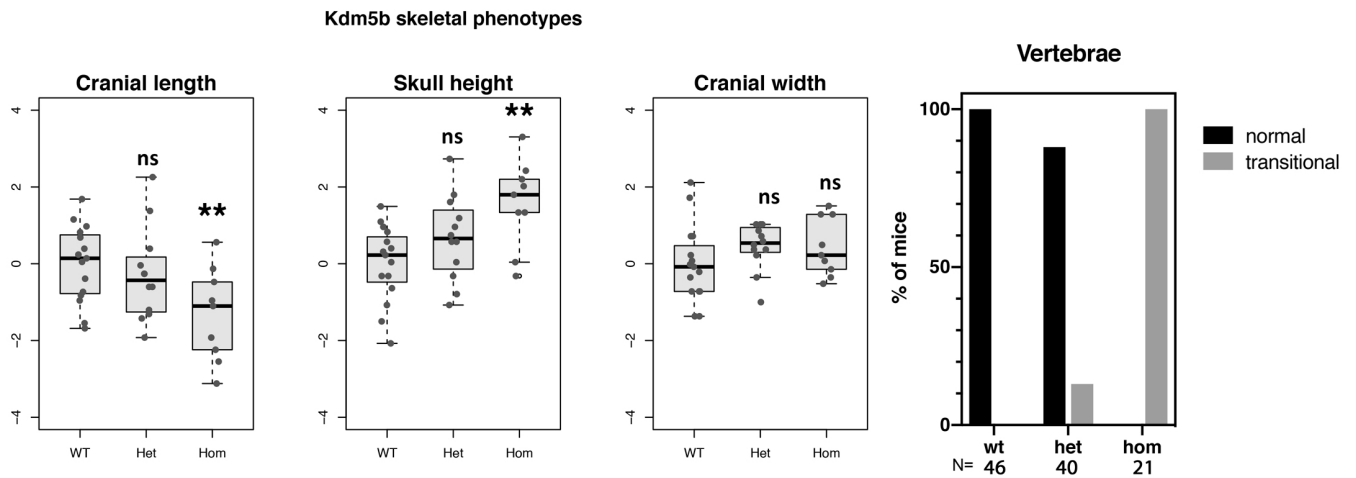 Kdm5b skeletal phenotypes
Cranial length
4
2
0
-2
-4
ns
**
WT Het Hom
Skull height
4
2
0
-2
-4
ns
**
WT Het Hom
Cranial width
4
2
0
-2
-4
ns
ns
WT Het Hom
Vertebrae
% of mice
100
50
0
wt het hom
N= 46 40 21
normal
transitional